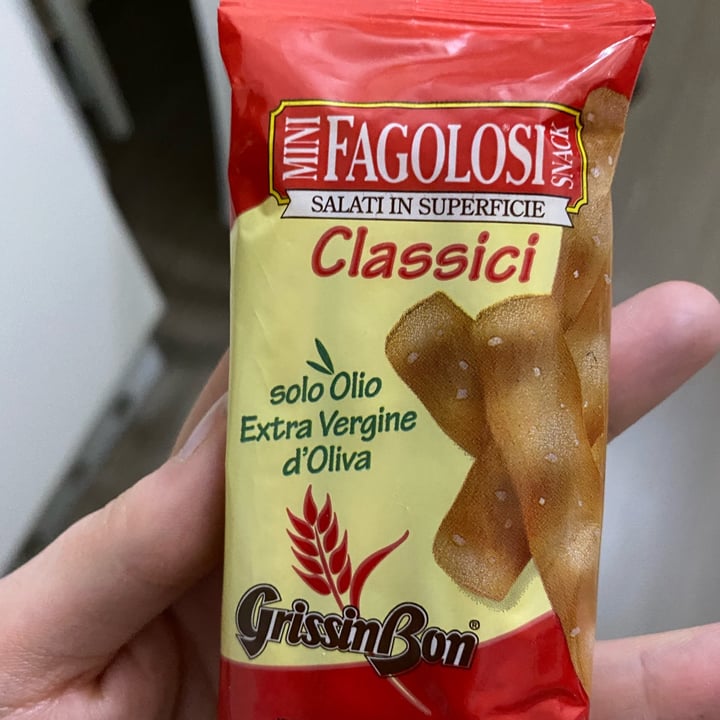 MINI FAGOLOSI SNACK
SALATI IN SUPERFICIE
Classici
solo Olio
Extra Vergine
d'Oliva
GrissinBon®